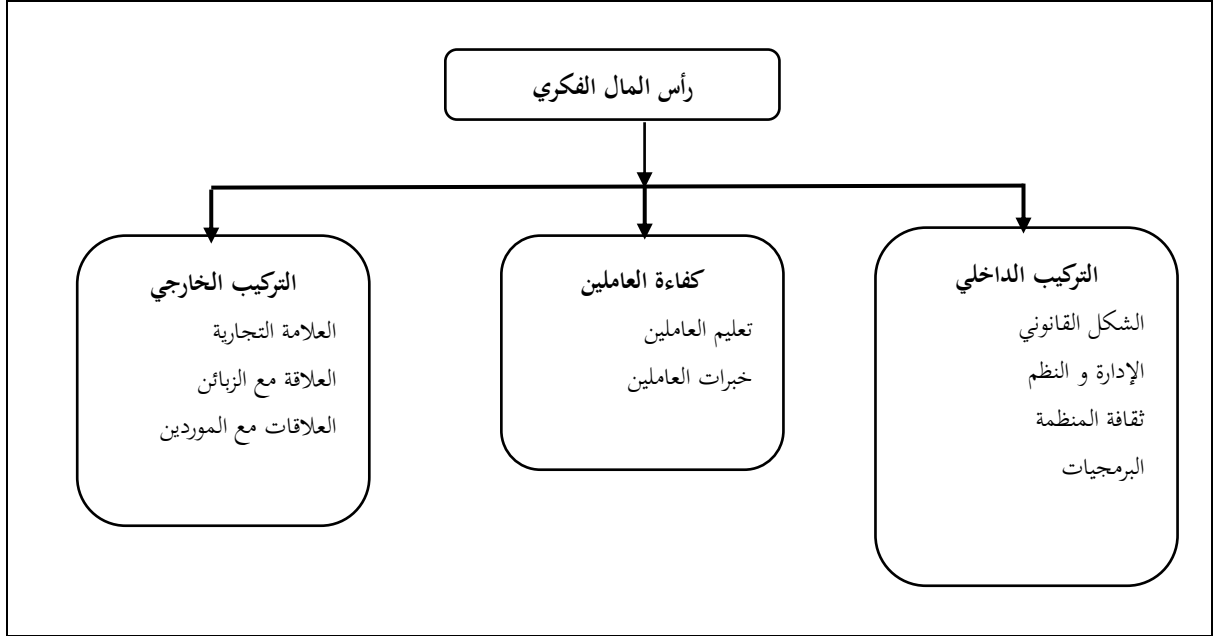 رأس المال الفكري
التركيب الداخلي
الشكل القانوني
الإدارة و النظم
ثقافة المنظمة
البرمجيات
كفاءة العاملين
تعليم العاملين
خبرات العاملين
التركيب الخارجي
العلامة التجارية
العلاقة مع الزبائن
العلاقات مع الموردين